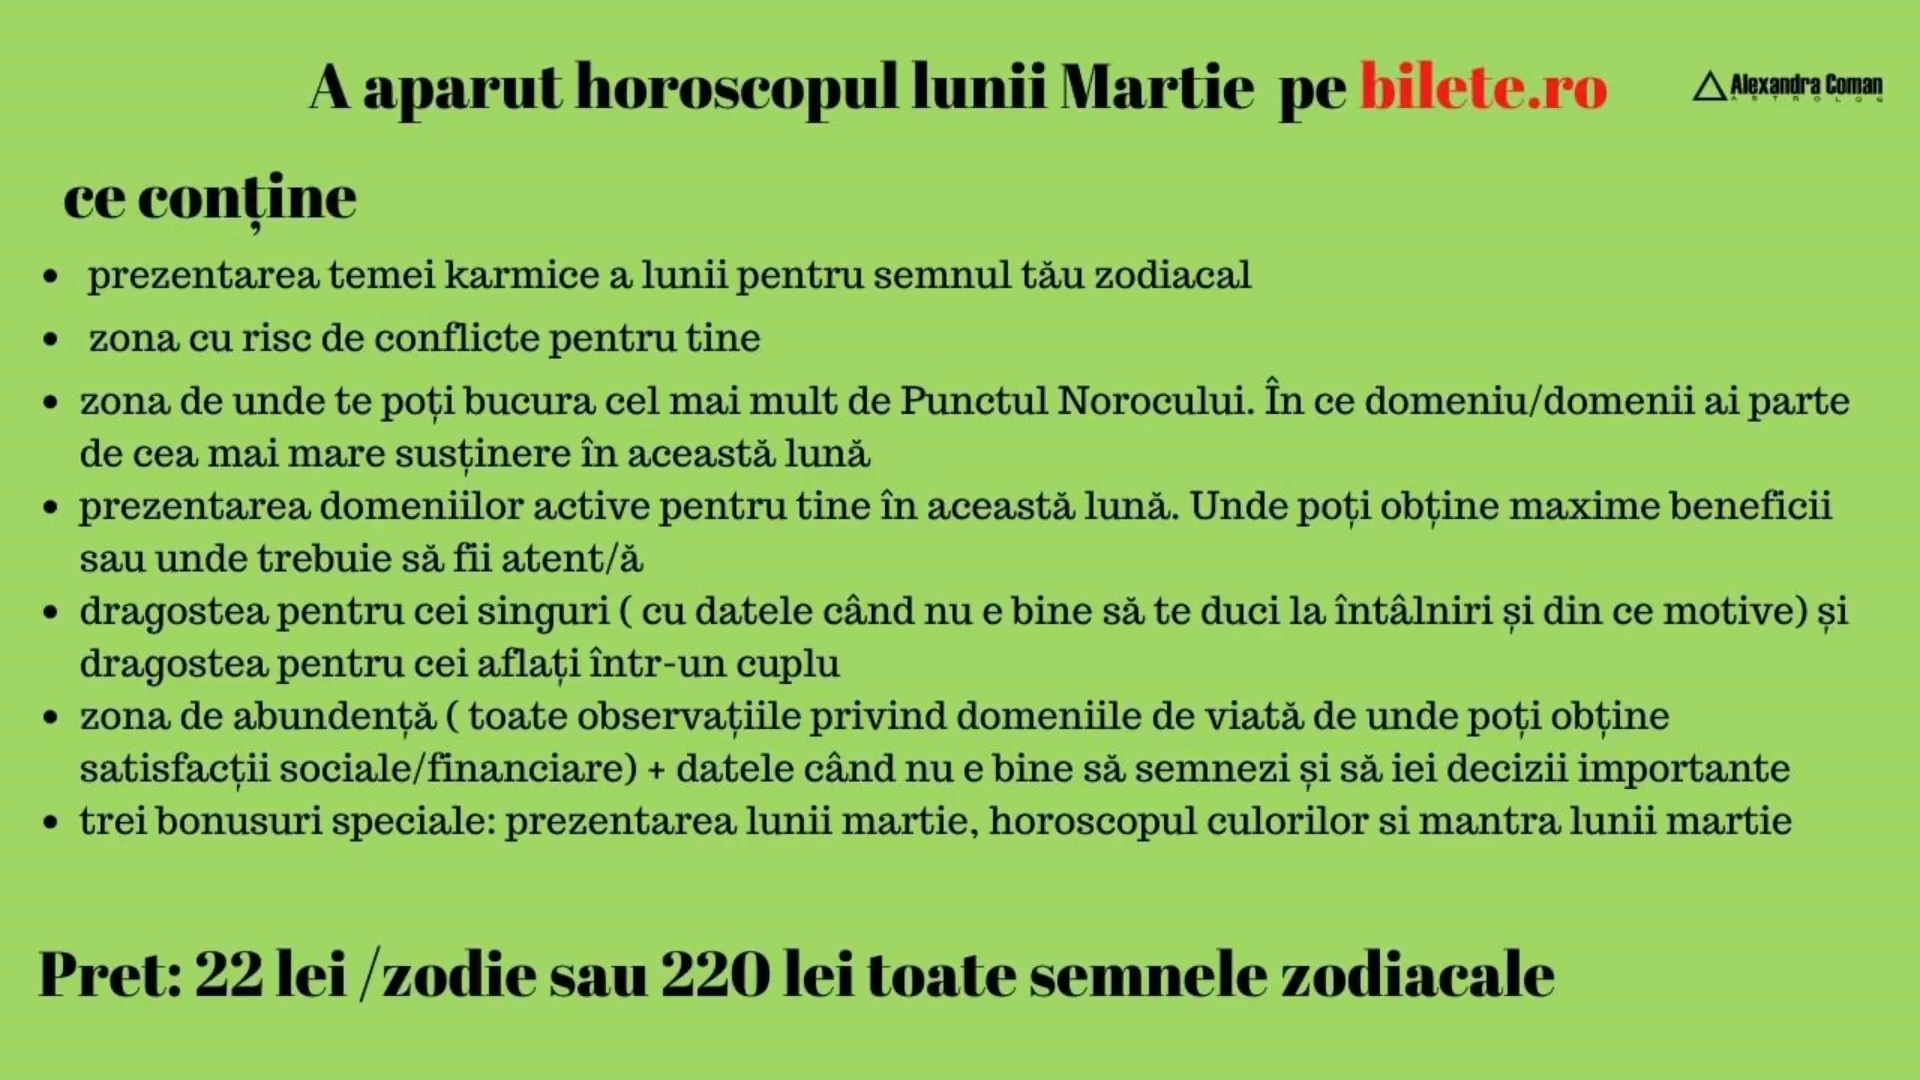 A aparut horoscopul lunii Martie pe bilete.ro
Alexandra Coman
ASTROLOG
ce conține
• prezentarea temei karmice a lunii pentru semnul tău zodiacal
• zona cu risc de conflicte pentru tine
• zona de unde te poți bucura cel mai mult de Punctul Norocului. În ce domeniu/domenii ai parte
de cea mai mare susținere în această lună
• prezentarea domeniilor active pentru tine în această lună. Unde poți obține maxime beneficii
sau unde trebuie să fii atent/ă
• dragostea pentru cei singuri ( cu datele când nu e bine să te duci la întâlniri și din ce motive) și
dragostea pentru cei aflați într-un cuplu
• zona de abundență ( toate observațiile privind domeniile de viată de unde poți obține
satisfacții sociale/financiare) + datele când nu e bine să semnezi și să iei decizii importante
• trei bonusuri speciale: prezentarea lunii martie, horoscopul culorilor si mantra lunii martie
Pret: 22 lei /zodie sau 220 lei toate semnele zodiacale